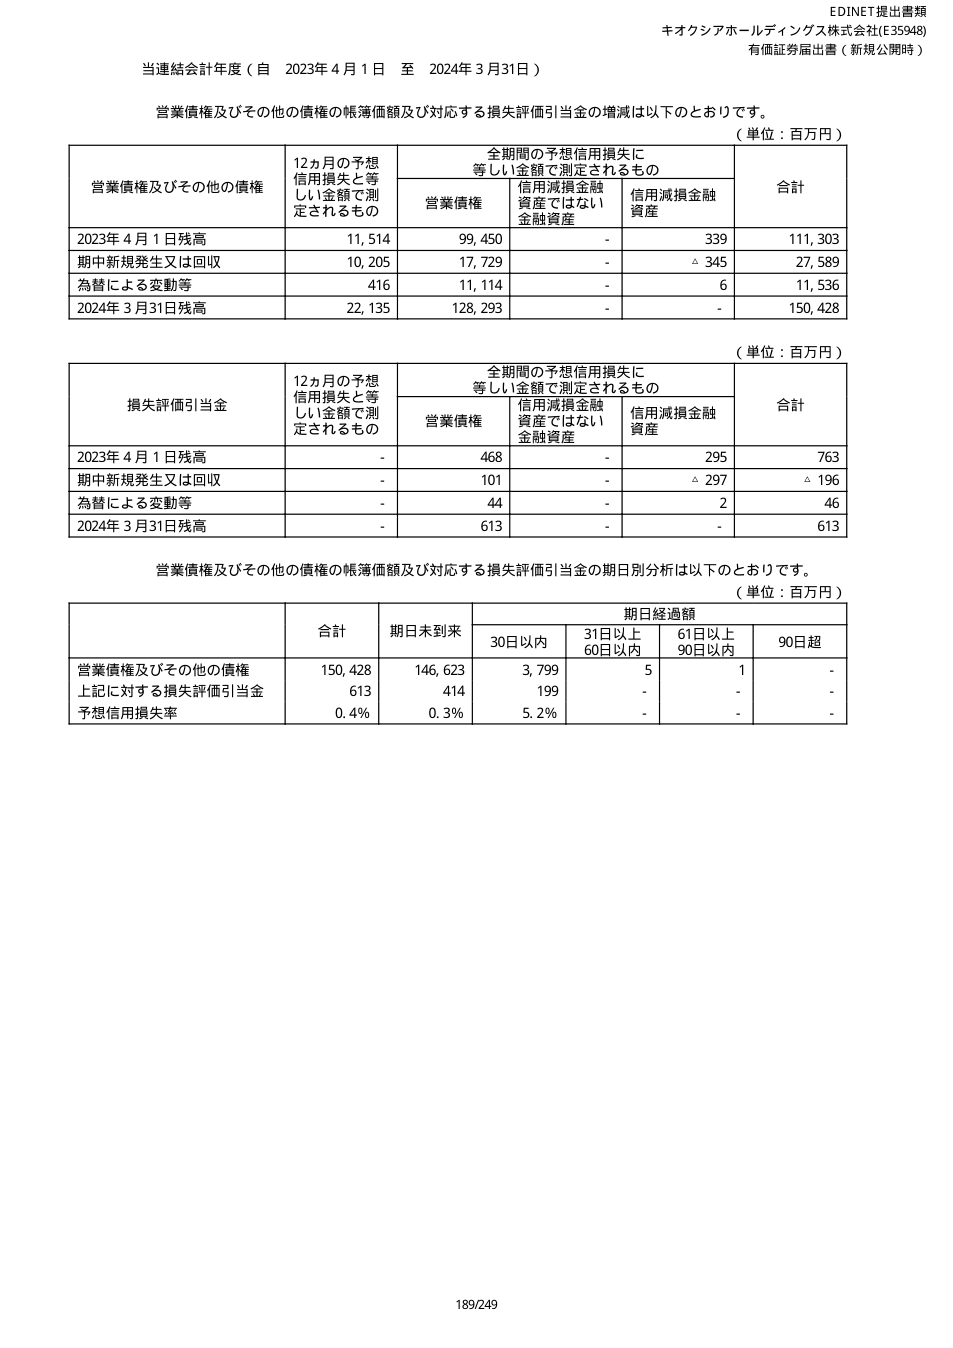 EDINET提出書類
キオクシアホールディングス株式会社(E35948)
有価証券届出書（新規公開時）
当連結会計年度（自　2023年４月１日　至　2024年３月31日）
営業債権及びその他の債権の帳簿価額及び対応する損失評価引当金の増減は以下のとおりです。
（単位：百万円）
営業債権及びその他の債権 12ヵ月の予想信用損失と等しい金額で測定されるもの 全期間の予想信用損失に等しい金額で測定されるもの 合計
営業債権 信用減損金融資産ではない金融資産 信用減損金融資産
2023年４月１日残高 11,514 99,450 - 339 111,303
期中新規発生又は回収 10,205 17,729 - △345 27,589
為替による変動等 416 11,114 - 6 11,536
2024年３月31日残高 22,135 128,293 - - 150,428
（単位：百万円）
損失評価引当金 12ヵ月の予想信用損失と等しい金額で測定されるもの 全期間の予想信用損失に等しい金額で測定されるもの 合計
営業債権 信用減損金融資産ではない金融資産 信用減損金融資産
2023年４月１日残高 - 468 - 295 763
期中新規発生又は回収 - 101 - △297 △196
為替による変動等 - 44 - 2 46
2024年３月31日残高 - 613 - - 613
営業債権及びその他の債権の帳簿価額及び対応する損失評価引当金の期日別分析は以下のとおりです。
（単位：百万円）
合計 期日未到来 期日経過額
30日以内 31日以上60日以内 61日以上90日以内 90日超
営業債権及びその他の債権 150,428 146,623 3,799 5 1 -
上記に対する損失評価引当金 613 414 199 - - -
予想信用損失率 0.4% 0.3% 5.2% - - -
189/249